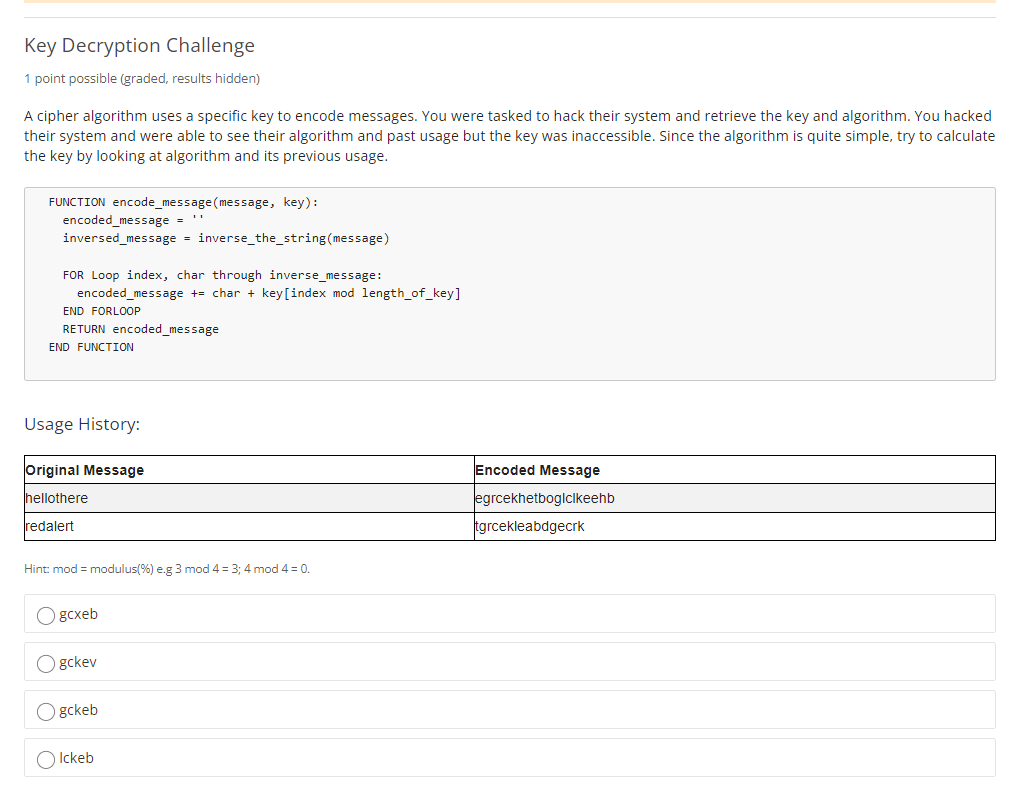 Key Decryption Challenge
1 point possible (graded, results hidden)
A cipher algorithm uses a specific key to encode messages. You were tasked to hack their system and retrieve the key and algorithm. You hacked
their system and were able to see their algorithm and past usage but the key was inaccessible. Since the algorithm is quite simple, try to calculate
the key by looking at algorithm and its previous usage.
FUNCTION encode_message(message, key):
encoded_message = ''
inversed_message = inverse_the_string(message)
FOR Loop index, char through inverse_message:
encoded_message += char + key[index mod length_of_key]
END FORLOOP
RETURN encoded_message
END FUNCTION
Usage History:
Original Message Encoded Message
hellothere egrcekhetboglclkeehb
redalert tgrcekleabdgecrk
Hint: mod = modulus(%) e.g 3 mod 4 = 3; 4 mod 4 = 0.
gcxeb
gckev
gckeb
lckeb